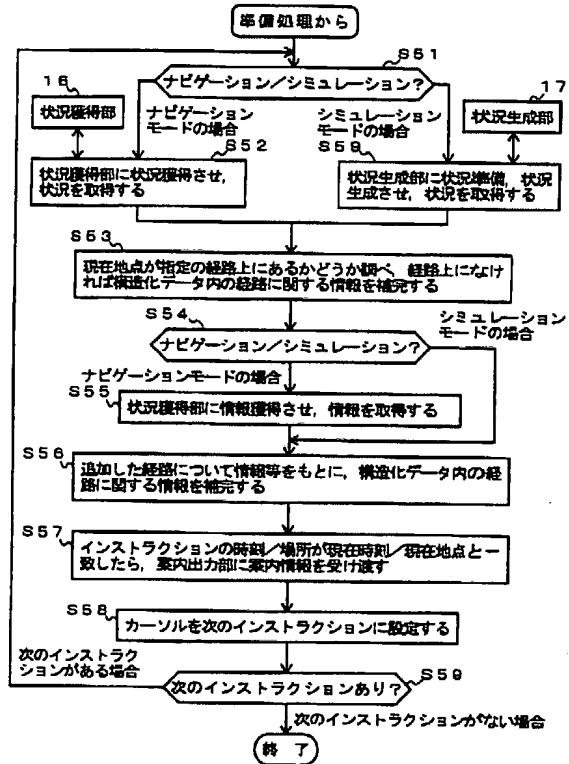 準備処理から
S51
ナビゲーション/シミュレーション?
16
状況獲得部
ナビゲーション
モードの場合
S52
シミュレーション
モードの場合
S59
17
状況生成部
状況獲得部に状況獲得させ,
状況を取得する
状況生成部に状況準備,状況
生成させ,状況を取得する
S53
現在地点が指定の経路上にあるかどうか調べ,経路上になけ
れば構造化データ内の経路に関する情報を補充する
S54
ナビゲーション/シミュレーション?
シミュレーション
モードの場合
ナビゲーションモードの場合
S55
状況獲得部に情報獲得させ,情報を取得する
S56
追加した経路について情報等をもとに,構造化データ内の経
路に関する情報を補完する
S57
インストラクションの時刻/場所が現在時刻/現在地点と一
致したら,案内出力部に案内情報を受け渡す
S58
カーソルを次のインストラクションに設定する
次のインストラク
ションがある場合
S59
次のインストラクションあり?
次のインストラクションがない場合
終了